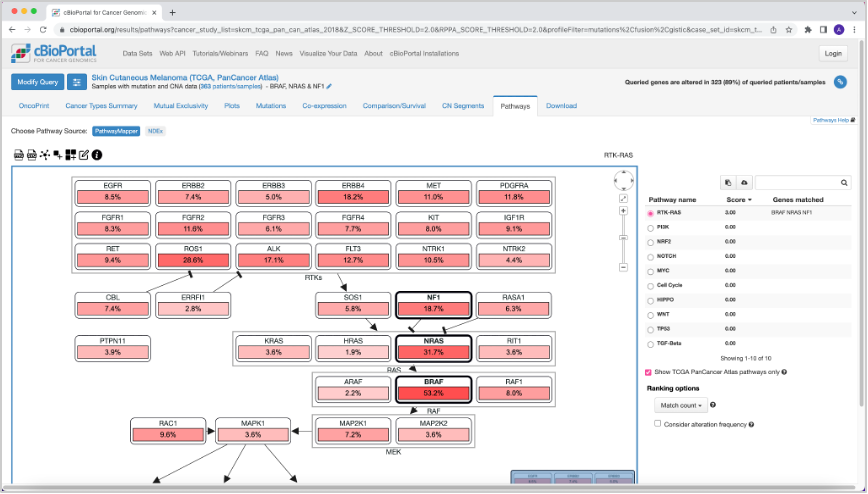 cBioPortal for Cancer Genomic
cbioportal.org/results/pathways?cancer_study_list=skcm_tcga_pan_can_atlas_2018&Z_SCORE_THRESHOLD=2.0&RPPA_SCORE_THRESHOLD=2.0&profileFilter=mutations%2Cfusion%2Cgistic&case_set_id=skcm_t...
cBioPortal
FOR CANCER GENOMICS
Data Sets Web API Tutorials/Webinars FAQ News Visualize Your Data About cBioPortal Installations
Login
Modify Query
Skin Cutaneous Melanoma (TCGA, PanCancer Atlas)
Samples with mutation and CNA data (363 patients/samples) - BRAF, NRAS & NF1
Queried genes are altered in 323 (89%) of queried patients/samples
OncoPrint Cancer Types Summary Mutual Exclusivity Plots Mutations Co-expression Comparison/Survival CN Segments Pathways Download
Pathways Help
Choose Pathway Source: PathwayMapper NDEx
RTK-RAS
EGFR ERBB2 ERBB3 ERBB4 MET PDGFRA
8.5% 7.4% 5.0% 18.2% 11.0% 11.8%
FGFR1 FGFR2 FGFR3 FGFR4 KIT IGF1R
8.3% 11.6% 6.1% 7.7% 8.0% 9.1%
RET ROS1 ALK FLT3 NTRK1 NTRK2
9.4% 28.6% 17.1% 12.7% 10.5% 4.4%
RTKs
CBL ERRFI1 SOS1 NF1 RASA1
7.4% 2.8% 5.8% 18.7% 6.3%
PTPN11 KRAS HRAS NRAS RIT1
3.9% 3.6% 1.9% 31.7% 3.6%
RAS
ARAF BRAF RAF1
2.2% 53.2% 8.0%
RAF
RAC1 MAPK1 MAP2K1 MAP2K2
9.6% 3.6% 7.2% 3.6%
MEK
Pathway name Score Genes matched
RTK-RAS 3.00 BRAF NRAS NF1
PI3K 0.00
NRF2 0.00
NOTCH 0.00
MYC 0.00
Cell Cycle 0.00
HIPPO 0.00
WNT 0.00
TP53 0.00
TGF-Beta 0.00
Showing 1-10 of 10
Show TCGA PanCancer Atlas pathways only
Ranking options
Match count
Consider alteration frequency